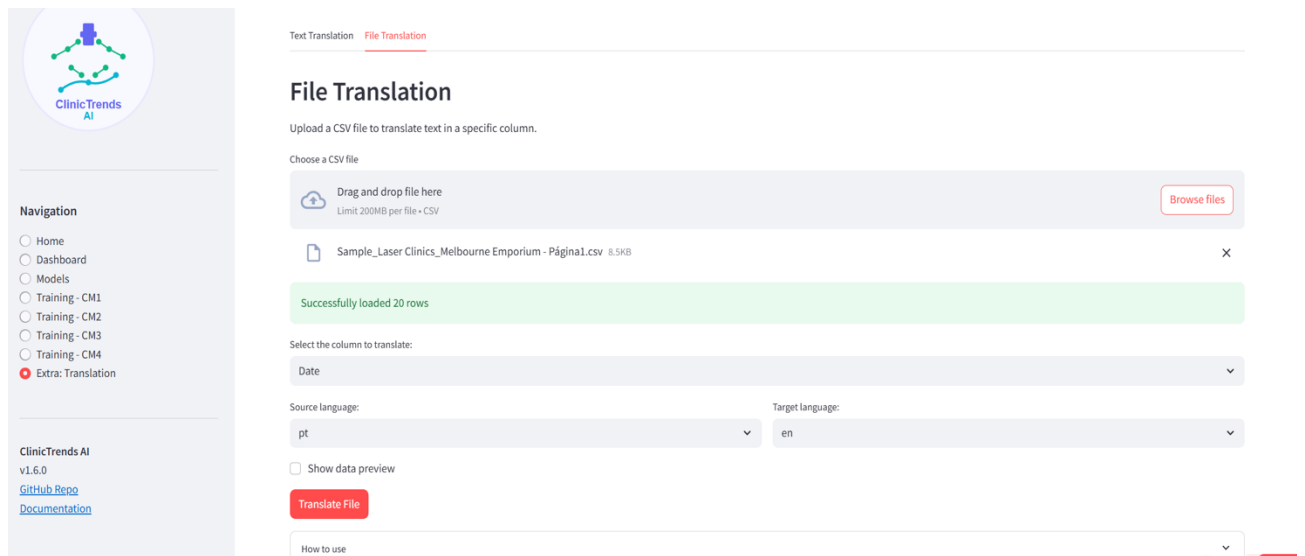 ClinicTrends
AI
Navigation
Home
Dashboard
Models
Training - CM1
Training - CM2
Training - CM3
Training - CM4
Extra: Translation
ClinicTrends AI
v1.6.0
GitHub Repo
Documentation
Text Translation File Translation
File Translation
Upload a CSV file to translate text in a specific column.
Choose a CSV file
Drag and drop file here
Limit 200MB per file • CSV
Browse files
Sample_Laser Clinics_Melbourne Emporium - Página1.csv 8.5KB
Successfully loaded 20 rows
Select the column to translate:
Date
Source language: Target language:
pt en
Show data preview
Translate File
How to use